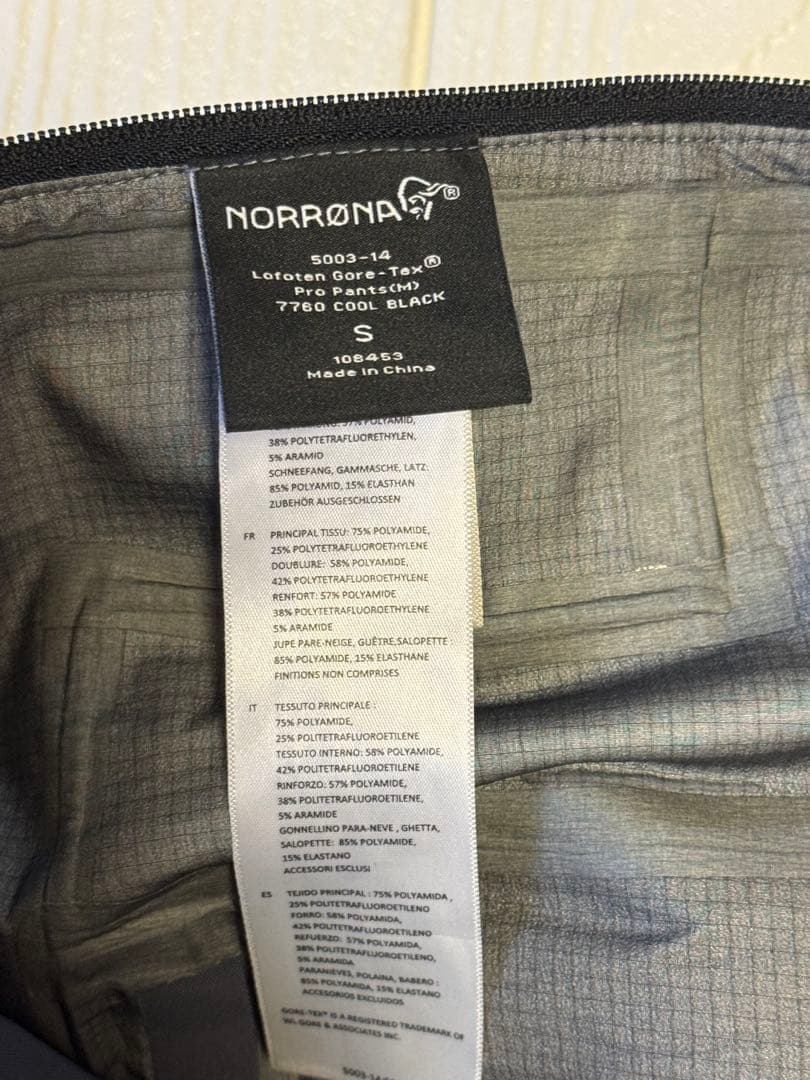 NORRØNA®
5003-14
Lofoten Gore-Tex®
Pro Pants(M)
7760 COOL BLACK
S
108453
Made in China
57% POLYAMID,
38% POLYTETRAFLUORETHYLEN,
5% ARAMID
SCHNEEFANG, GAMMASCHE, LATZ:
85% POLYAMID, 15% ELASTHAN
ZUBEHÖR AUSGESCHLOSSEN
FR PRINCIPAL TISSU: 75% POLYAMIDE,
25% POLYTETRAFLUOROETHYLENE
DOUBLURE: 58% POLYAMIDE,
42% POLYTETRAFLUOROETHYLENE
RENFORT: 57% POLYAMIDE
38% POLYTETRAFLUOROETHYLENE
5% ARAMIDE
JUPE PARE-NEIGE, GUÊTRE,SALOPETTE :
85% POLYAMIDE, 15% ELASTHANE
FINITIONS NON COMPRISES
IT TESSUTO PRINCIPALE :
75% POLYAMIDE,
25% POLITETRAFLUOROETILENE
TESSUTO INTERNO: 58% POLYAMIDE,
42% POLITETRAFLUOROETILENE
RINFORZO: 57% POLYAMIDE,
38% POLITETRAFLUOROETILENE,
5% ARAMIDE
GONNELLINO PARA-NEVE , GHETTA,
SALOPETTE: 85% POLYAMIDE,
15% ELASTANO
ACCESSORI ESCLUSI
ES TEJIDO PRINCIPAL : 75% POLYAMIDA ,
25% POLITETRAFLUOROETILENO
FORRO: 58% POLYAMIDA,
42% POLITETRAFLUOROETILENO
REFUERZO: 57% POLYAMIDA,
38% POLITETRAFLUOROETILENO,
5% ARAMIDA
PARANIEVES, POLAINA, BABERO :
85% POLYAMIDA, 15% ELASTANO
ACCESORIOS EXCLUIDOS
GORE-TEX® IS A REGISTERED TRADEMARK OF
WL GORE & ASSOCIATES INC.
5003-14